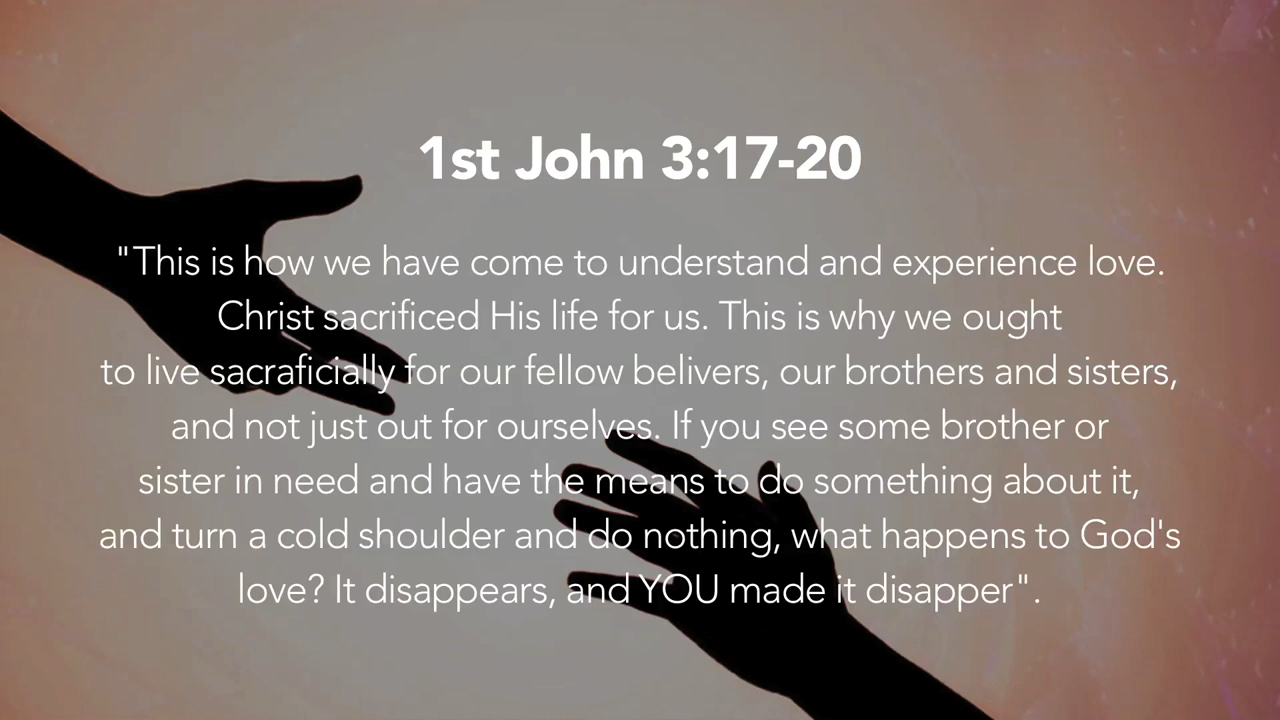 1st John 3:17-20
"This is how we have come to understand and experience love.
Christ sacrificed His life for us. This is why we ought
to live sacraficially for our fellow belivers, our brothers and sisters,
and not just out for ourselves. If you see some brother or
sister in need and have the means to do something about it,
and turn a cold shoulder and do nothing, what happens to God's
love? It disappears, and YOU made it disapper".